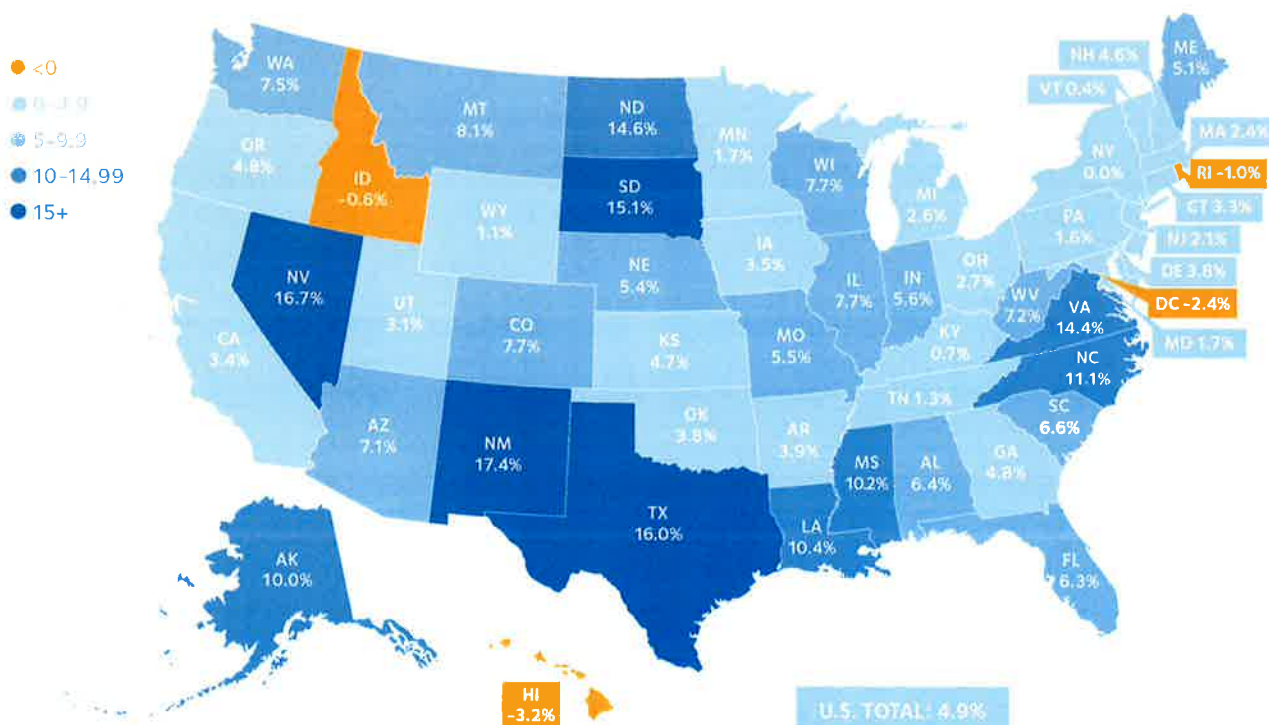 <0
0-3.9
5-9.9
10-14.99
15+
WA
7.5%
OR
4.8%
ID
-0.6%
MT
8.1%
ND
14.6%
SD
15.1%
WY
1.1%
NV
16.7%
UT
3.1%
CA
3.4%
CO
7.7%
NE
5.4%
KS
4.7%
AZ
7.1%
NM
17.4%
OK
3.8%
TX
16.0%
MN
1.7%
IA
3.5%
MO
5.5%
AR
3.9%
LA
10.4%
WI
7.7%
IL
7.7%
MI
2.6%
IN
5.6%
OH
2.7%
KY
0.7%
TN 1.3%
MS
10.2%
AL
6.4%
GA
4.8%
FL
6.3%
SC
6.6%
NC
11.1%
VA
14.4%
WV
7.2%
PA
1.6%
NY
0.0%
VT 0.4%
NH 4.6%
ME
5.1%
MA 2.4%
RI -1.0%
CT 3.3%
NJ 2.1%
DE 3.8%
DC -2.4%
MD 1.7%
AK
10.0%
HI
-3.2%
U.S. TOTAL: 4.9%